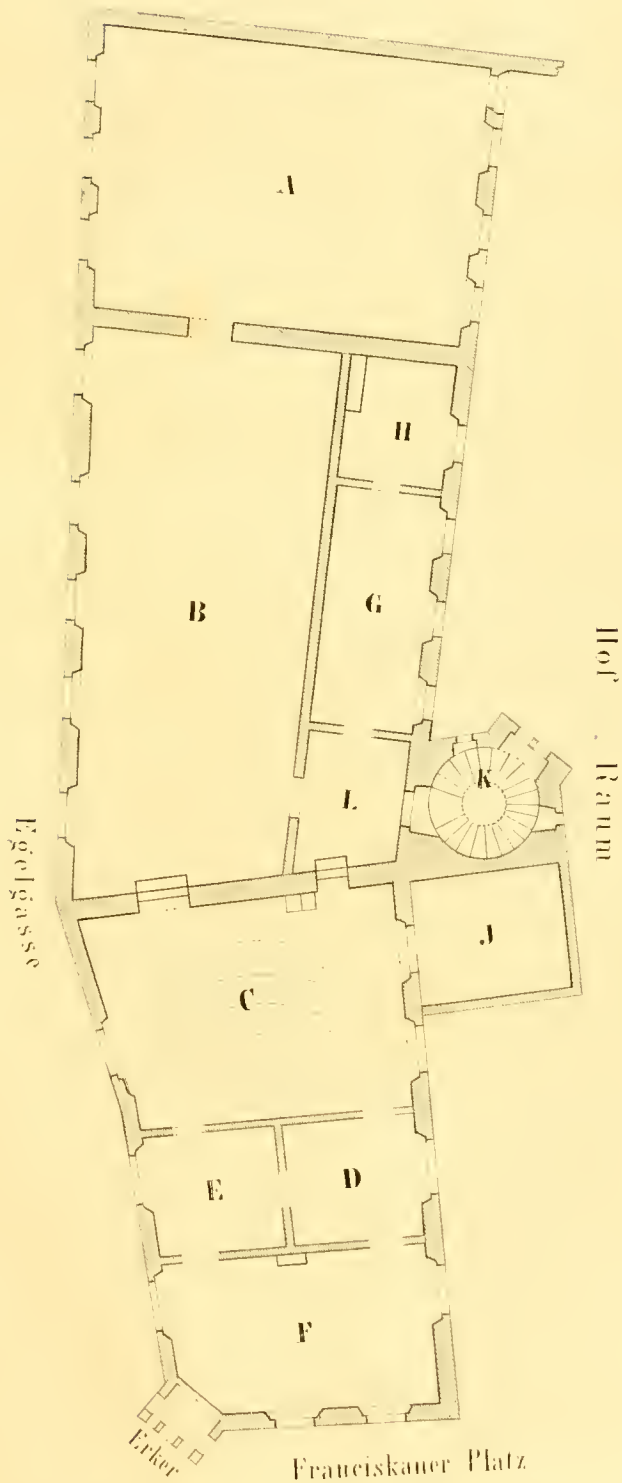 A
H
B
G
Hof Raum
K
L
Egelgasse
J
C
E
D
F
Erker
Franciskaner Platz